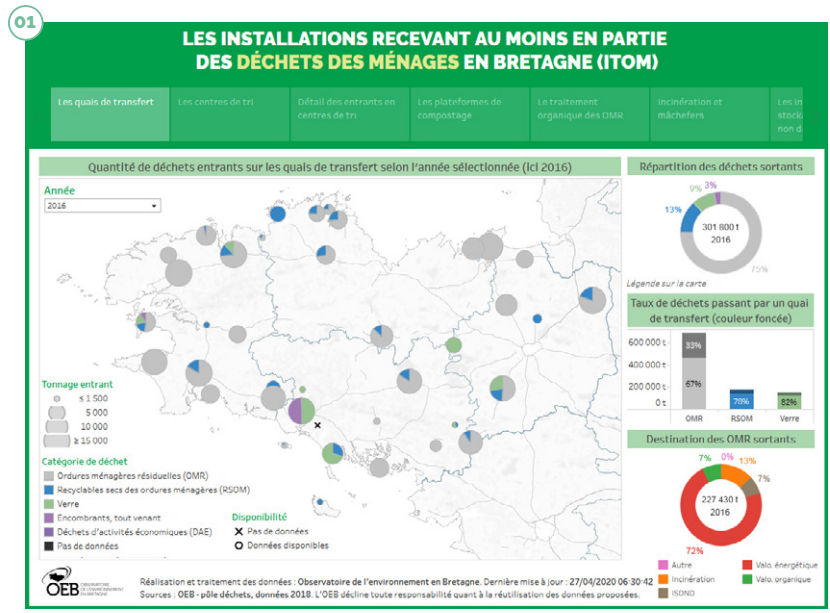 01
LES INSTALLATIONS RECEVANT AU MOINS EN PARTIE
DES DÉCHETS DES MÉNAGES EN BRETAGNE (ITOM)
Les quais de transfert
Les centres de tri
Détail des entrants en
centres de tri
Les plateformes de
compostage
Le traitement
organique des OMR
Incinération et
mâchefers
Les in
stock
non d
Quantité de déchets entrants sur les quais de transfert selon l'année sélectionnée (ici 2016)
Année
2016
Tonnage entrant
≤ 1 500
5 000
10 000
≥ 15 000
Catégorie de déchet
Ordures ménagères résiduelles (OMR)
Recyclables secs des ordures ménagères (RSOM)
Verre
Encombrants, tout venant
Déchets d'activités économiques (DAE)
Pas de données
Disponibilité
Pas de données
Données disponibles
Répartition des déchets sortants
9%
3%
13%
301 800 t
2016
75%
Légende sur la carte
Taux de déchets passant par un quai
de transfert (couleur foncée)
600 000 t
400 000 t
200 000 t
0 t
33%
67%
78%
82%
OMR
RSOM
Verre
Destination des OMR sortants
7%
0%
13%
7%
227 430 t
2016
72%
Autre
Incinération
ISDND
Valo. énergétique
Valo. organique
OEB
OBSERVATOIRE
DE L'ENVIRONNEMENT
EN BRETAGNE
Réalisation et traitement des données : Observatoire de l'environnement en Bretagne. Dernière mise à jour : 27/04/2020 06:30:42
Sources : OEB - pôle déchets, données 2018. L'OEB décline toute responsabilité quant à la réutilisation des données proposées.